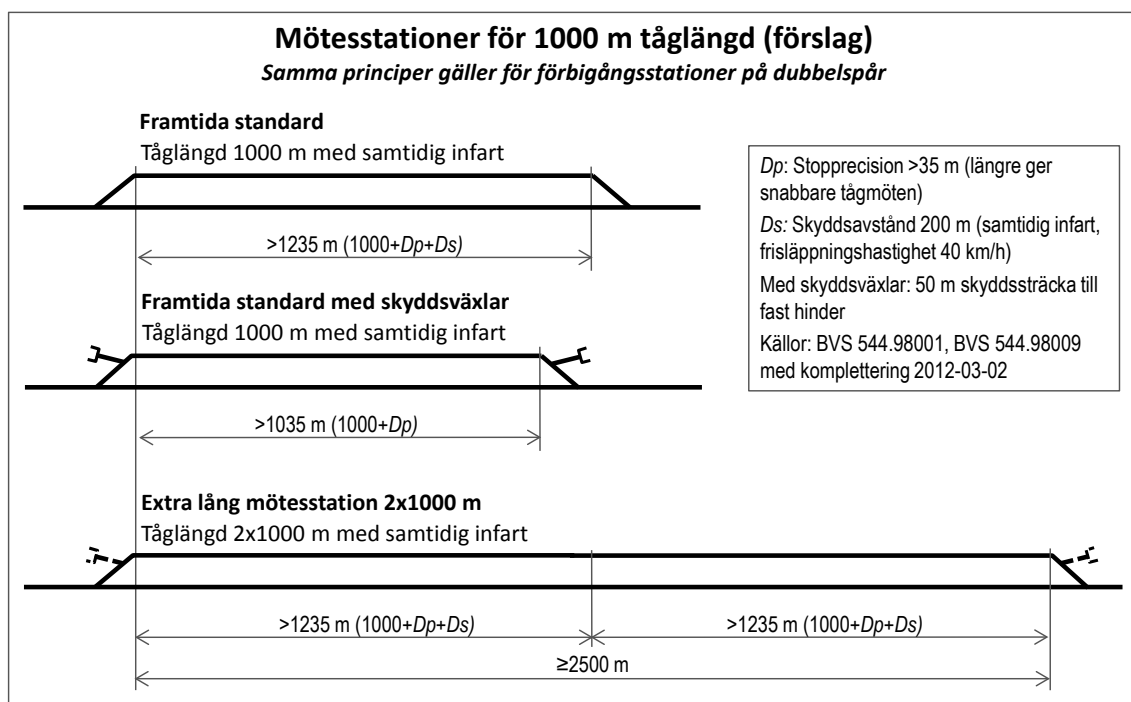 Mötesstationer för 1000 m tåglängd (förslag)
Samma principer gäller för förbigångsstationer på dubbelspår
Framtida standard
Tåglängd 1000 m med samtidig infart
>1235 m (1000+Dp+Ds)
Framtida standard med skyddsväxlar
Tåglängd 1000 m med samtidig infart
>1035 m (1000+Dp)
Dp: Stopprecision >35 m (längre ger
snabbare tågmöten)
Ds: Skyddsavstånd 200 m (samtidig infart,
frisläppningshastighet 40 km/h)
Med skyddsväxlar: 50 m skyddssträcka till
fast hinder
Källor: BVS 544.98001, BVS 544.98009
med komplettering 2012-03-02
Extra lång mötesstation 2x1000 m
Tåglängd 2x1000 m med samtidig infart
>1235 m (1000+Dp+Ds)
>1235 m (1000+Dp+Ds)
≥2500 m